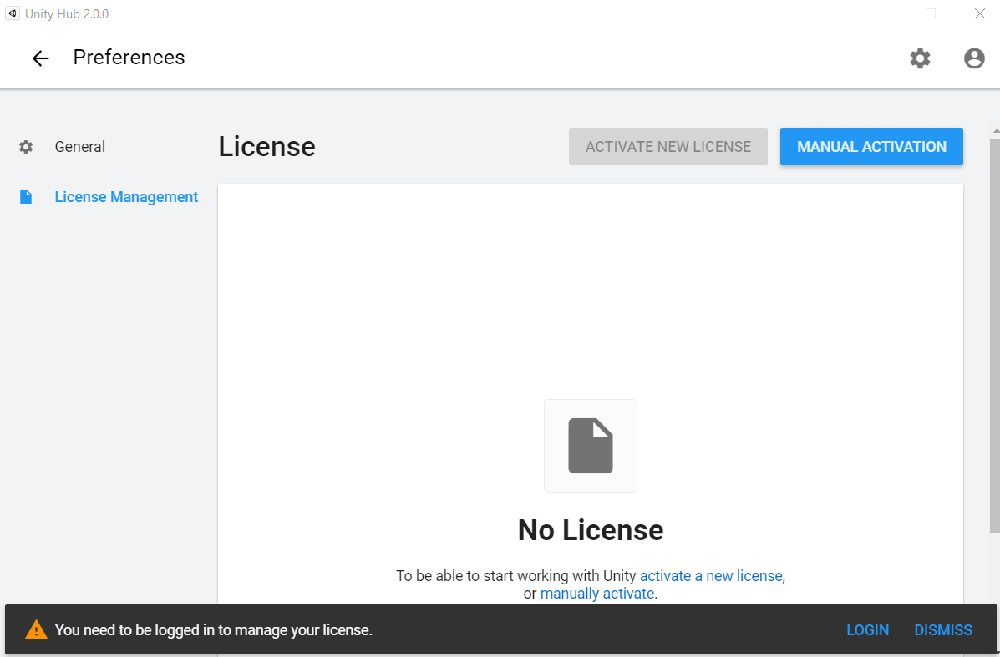 Unity Hub 2.0.0
Preferences
General
License
ACTIVATE NEW LICENSE
MANUAL ACTIVATION
License Management
No License
To be able to start working with Unity activate a new license,
or manually activate.
You need to be logged in to manage your license.
LOGIN
DISMISS